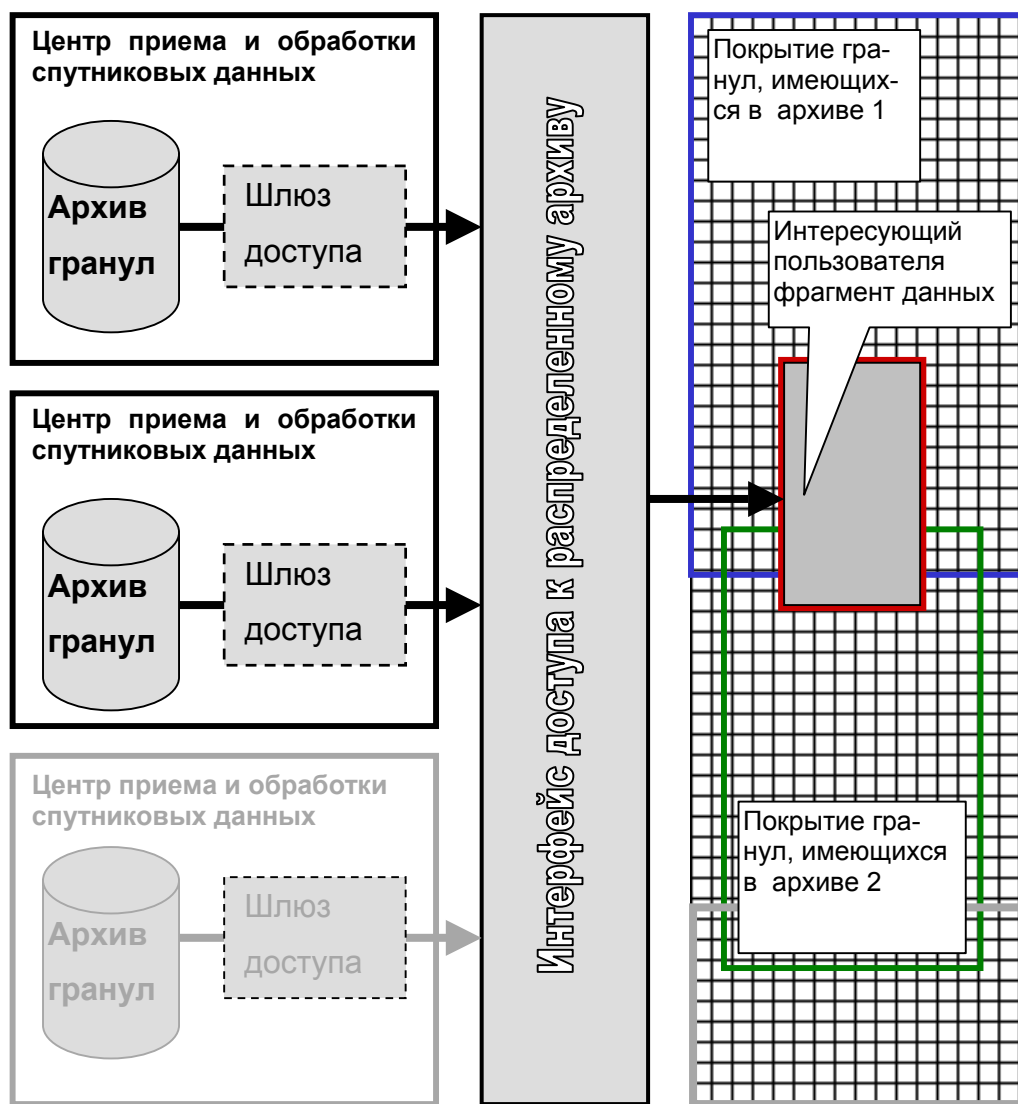 Центр приема и обработки
спутниковых данных
Архив
гранул
Шлюз
доступа
Центр приема и обработки
спутниковых данных
Архив
гранул
Шлюз
доступа
Центр приема и обработки
спутниковых данных
Архив
гранул
Шлюз
доступа
Интерфейс доступа к распределенному архиву
Покрытие гра-
нул, имеющих-
ся в архиве 1
Интересующий
пользователя
фрагмент данных
Покрытие гра-
нул, имеющихся
в архиве 2